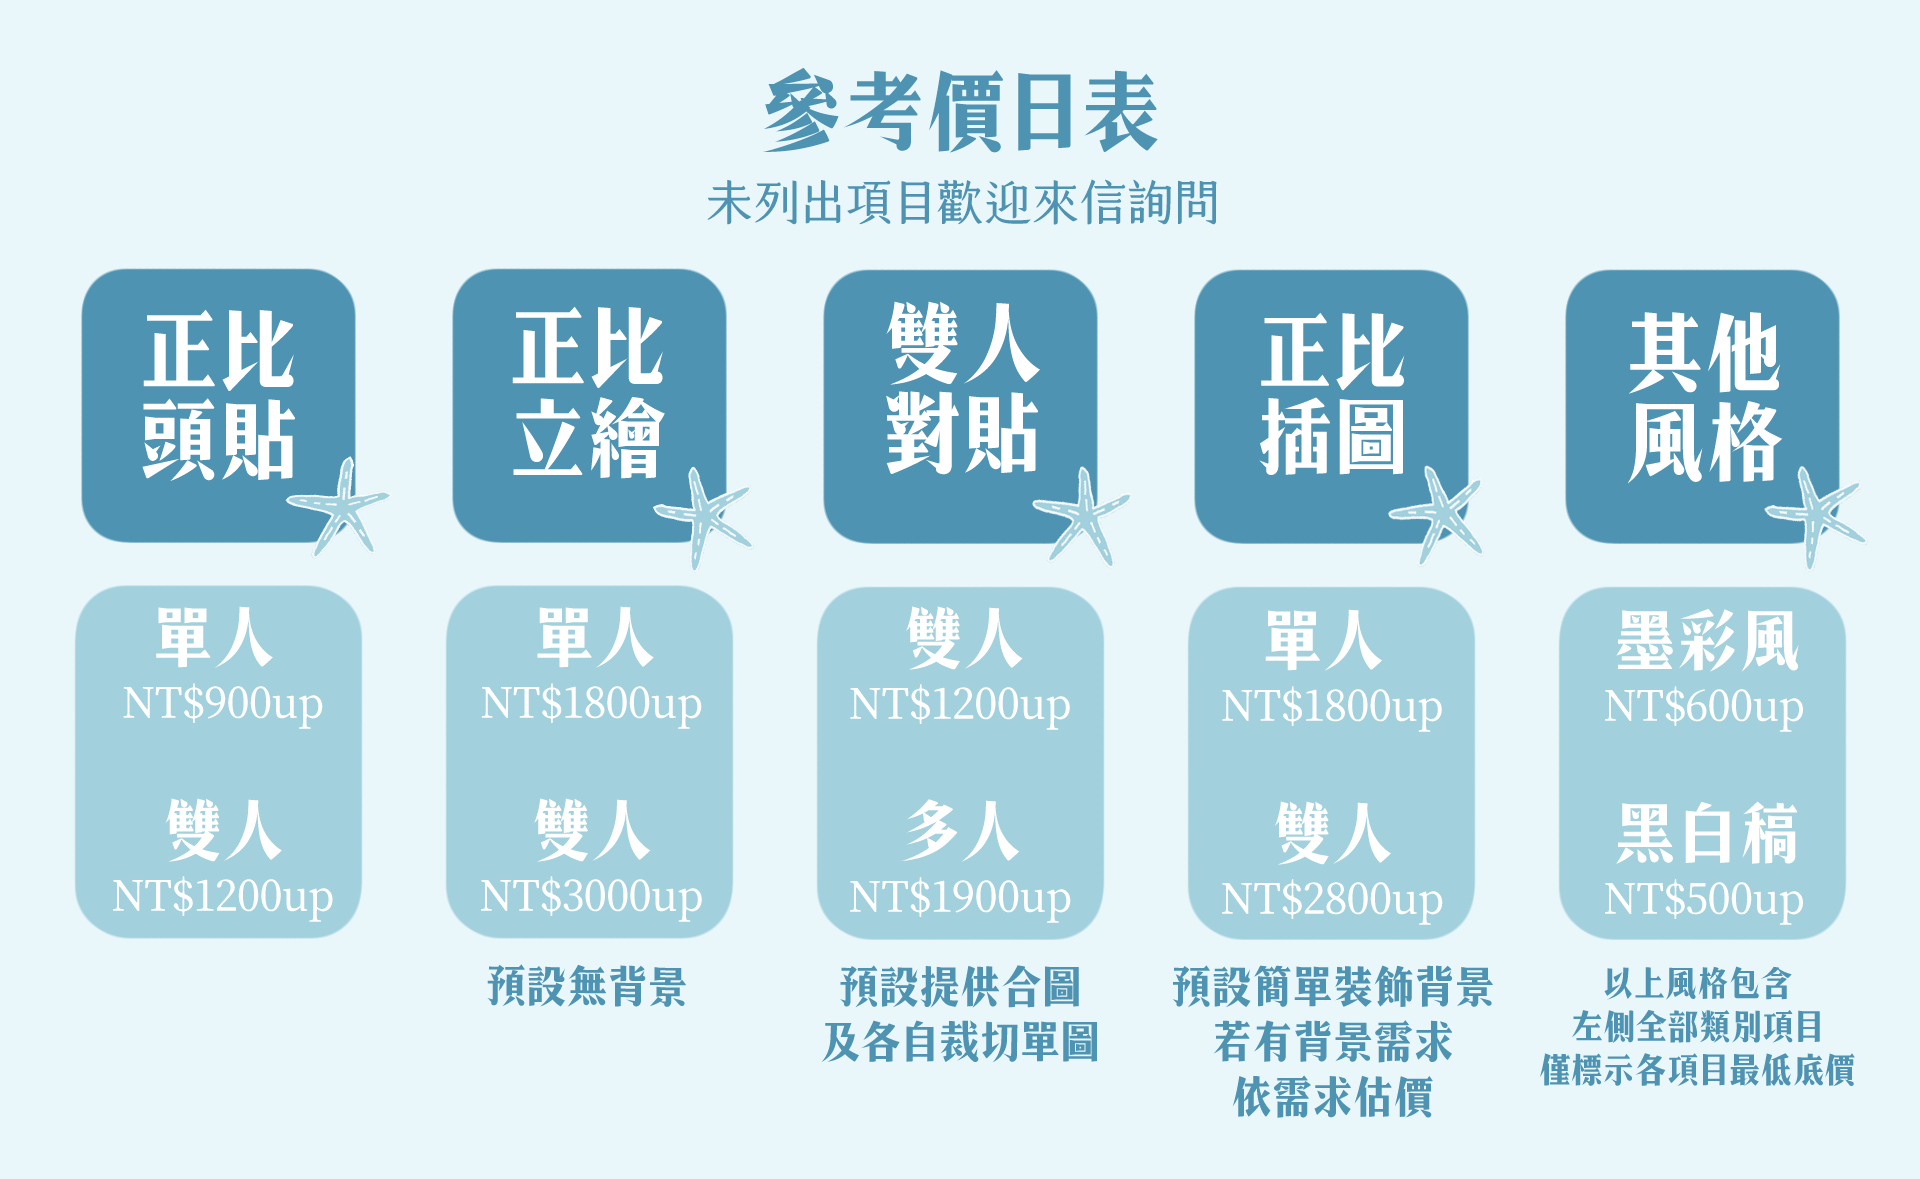 參考價日表
未列出項目歡迎來信詢問
正比
頭貼
單人
NT$900up
雙人
NT$1200up
正比
立繪
單人
NT$1800up
雙人
NT$3000up
預設無背景
雙人
對貼
雙人
NT$1200up
多人
NT$1900up
預設提供合圖
及各自裁切單圖
正比
插圖
單人
NT$1800up
雙人
NT$2800up
預設簡單裝飾背景
若有背景需求
依需求估價
其他
風格
墨彩風
NT$600up
黑白稿
NT$500up
以上風格包含
左側全部類別項目
僅標示各項目最低底價